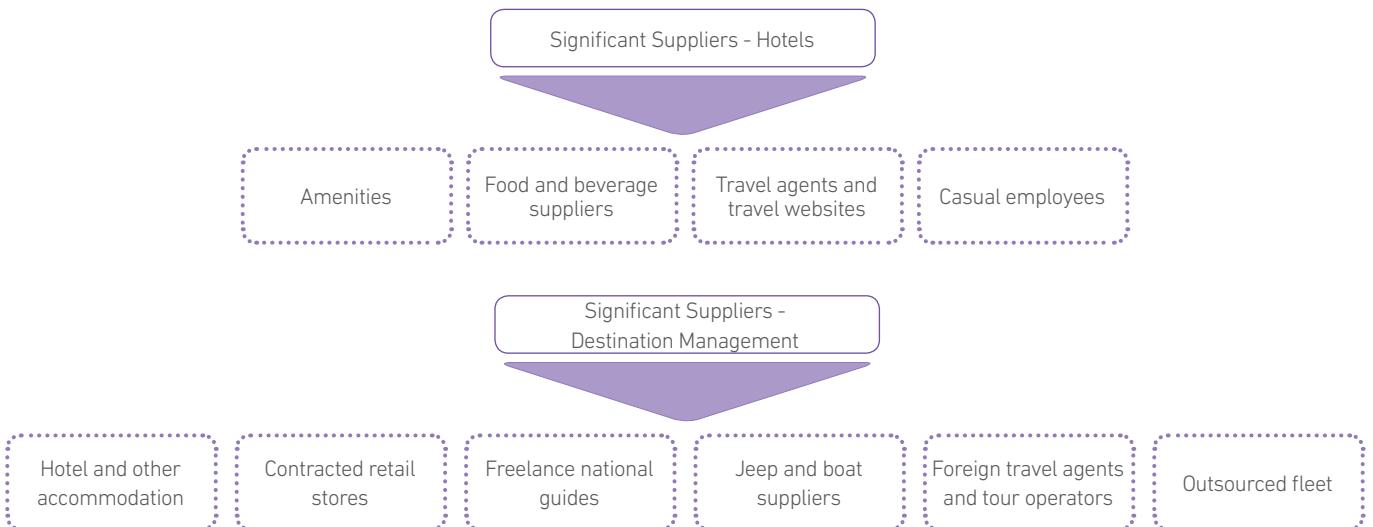 Significant Suppliers - Hotels
Amenities
Food and beverage
suppliers
Travel agents and
travel websites
Casual employees
Significant Suppliers -
Destination Management
Hotel and other
accommodation
Contracted retail
stores
Freelance national
guides
Jeep and boat
suppliers
Foreign travel agents
and tour operators
Outsourced fleet